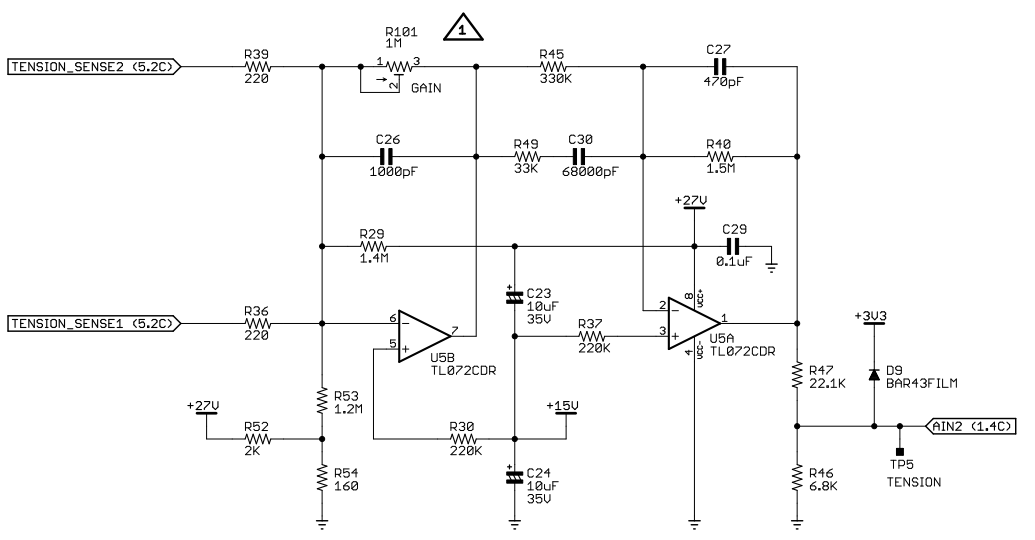 R101
1M
1
TENSION_SENSE2 (5.2C)
R39
220
1
3
2
GAIN
R45
330K
C27
470pF
C26
1000pF
R49
33K
C30
68000pF
R40
1.5M
+27V
R29
1.4M
C29
0.1uF
C23
10uF
35V
8
VCC+
TENSION_SENSE1 (5.2C)
R36
220
6
5
7
U5B
TL072CDR
R37
220K
2
3
1
4
VCC-
U5A
TL072CDR
+3V3
R47
22.1K
D9
BAR43FILM
R53
1.2M
+27V
R52
2K
R30
220K
+15V
AIN2 (1.4C)
R54
160
C24
10uF
35V
R46
6.8K
TP5
TENSION